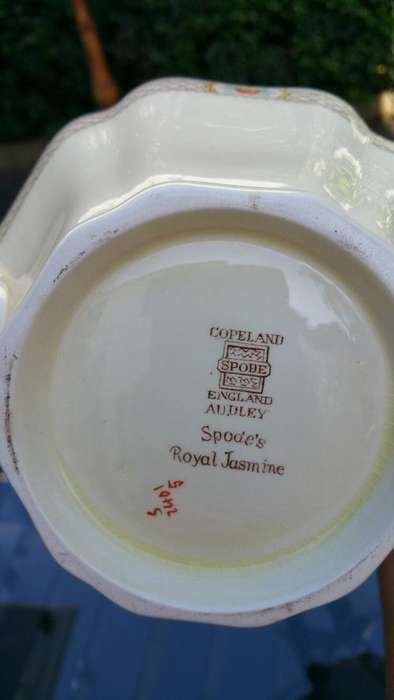 COPELAND
SPODE
ENGLAND
AUDLEY
Spode's
Royal Jasmine